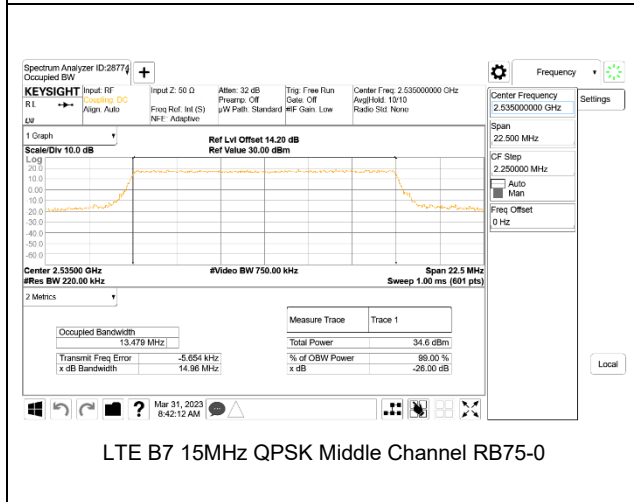 Spectrum Analyzer ID:2877
Occupied BW
KEYSIGHT Input: RF Input Z: 50 Ω Atten: 32 dB Trig: Free Run Center Freq: 2.535000000 GHz
RL Coupling: DC Preamp: Off Gate: Off Avg|Hold: 10/10
Align: Auto Freq Ref: Int (S) µW Path: Standard #IF Gain: Low Radio Std: None
NFE: Adaptive
1 Graph
Ref Lvl Offset 14.20 dB
Scale/Div 10.0 dB Ref Value 30.00 dBm
Log
20.0
10.0
0.00
-10.0
-20.0
-30.0
-40.0
-50.0
-60.0
Center 2.53500 GHz #Video BW 750.00 kHz Span 22.5 MHz
#Res BW 220.00 kHz Sweep 1.00 ms (601 pts)
2 Metrics
Measure Trace Trace 1
Occupied Bandwidth
13.479 MHz Total Power 34.6 dBm
Transmit Freq Error -5.654 kHz % of OBW Power 99.00 %
x dB Bandwidth 14.96 MHz x dB -26.00 dB
Mar 31, 2023
8:42:12 AM
Frequency
Settings
Center Frequency
2.535000000 GHz
Span
22.500 MHz
CF Step
2.250000 MHz
Auto
Man
Freq Offset
0 Hz
Local
LTE B7 15MHz QPSK Middle Channel RB75-0